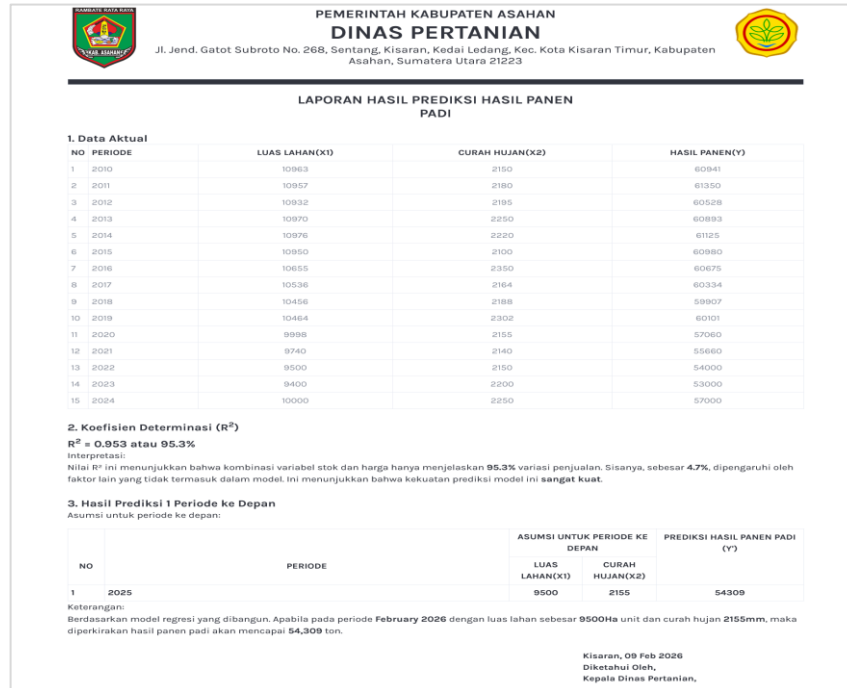 RAMBATE RATA RAYA
KAB. ASAHAN
PEMERINTAH KABUPATEN ASAHAN
DINAS PERTANIAN
Jl. Jend. Gatot Subroto No. 268, Sentang, Kisaran, Kedai Ledang, Kec. Kota Kisaran Timur, Kabupaten
Asahan, Sumatera Utara 21223
LAPORAN HASIL PREDIKSI HASIL PANEN
PADI
1. Data Aktual
NO PERIODE LUAS LAHAN(X1) CURAH HUJAN(X2) HASIL PANEN(Y)
1 2010 10963 2150 60941
2 2011 10957 2180 61350
3 2012 10932 2195 60528
4 2013 10970 2250 60893
5 2014 10976 2220 61125
6 2015 10950 2100 60980
7 2016 10655 2350 60675
8 2017 10536 2164 60334
9 2018 10456 2188 59907
10 2019 10464 2302 60101
11 2020 9998 2155 57060
12 2021 9740 2140 55660
13 2022 9500 2150 54000
14 2023 9400 2200 53000
15 2024 10000 2250 57000
2. Koefisien Determinasi (R²)
R² = 0.953 atau 95.3%
Interpretasi:
Nilai R² ini menunjukkan bahwa kombinasi variabel stok dan harga hanya menjelaskan 95.3% variasi penjualan. Sisanya, sebesar 4.7%, dipengaruhi oleh
faktor lain yang tidak termasuk dalam model. Ini menunjukkan bahwa kekuatan prediksi model ini sangat kuat.
3. Hasil Prediksi 1 Periode ke Depan
Asumsi untuk periode ke depan:
ASUMSI UNTUK PERIODE KE PREDIKSI HASIL PANEN PADI
DEPAN (Y')
NO PERIODE LUAS CURAH
LAHAN(X1) HUJAN(X2)
1 2025 9500 2155 54309
Keterangan:
Berdasarkan model regresi yang dibangun. Apabila pada periode February 2026 dengan luas lahan sebesar 9500Ha unit dan curah hujan 2155mm, maka
diperkirakan hasil panen padi akan mencapai 54,309 ton.
Kisaran, 09 Feb 2026
Diketahui Oleh,
Kepala Dinas Pertanian,